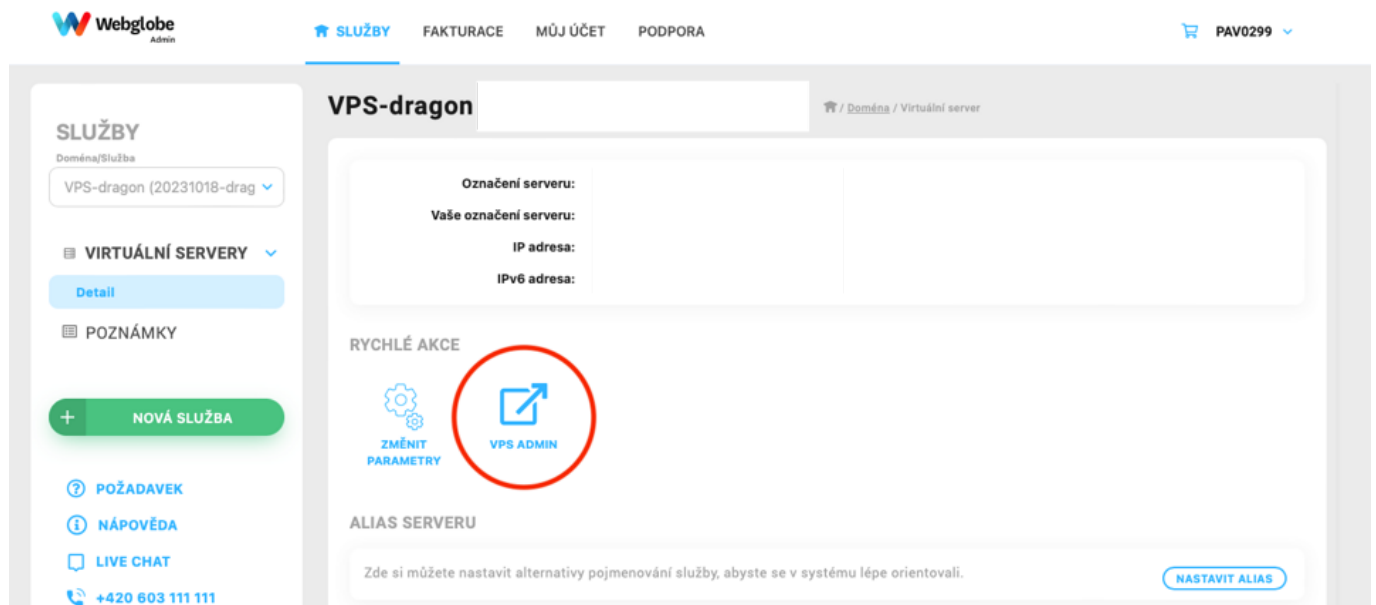 Webglobe
Admin
SLUŽBY
FAKTURACE
MŮJ ÚČET
PODPORA
PAV0299
SLUŽBY
Doména/Služba
VPS-dragon (20231018-drag
VIRTUÁLNÍ SERVERY
Detail
POZNÁMKY
+ NOVÁ SLUŽBA
POŽADAVEK
NÁPOVĚDA
LIVE CHAT
+420 603 111 111
VPS-dragon
/ Doména / Virtuální server
Označení serveru:
Vaše označení serveru:
IP adresa:
IPv6 adresa:
RYCHLÉ AKCE
ZMĚNIT
PARAMETRY
VPS ADMIN
ALIAS SERVERU
Zde si můžete nastavit alternativy pojmenování služby, abyste se v systému lépe orientovali.
NASTAVIT ALIAS